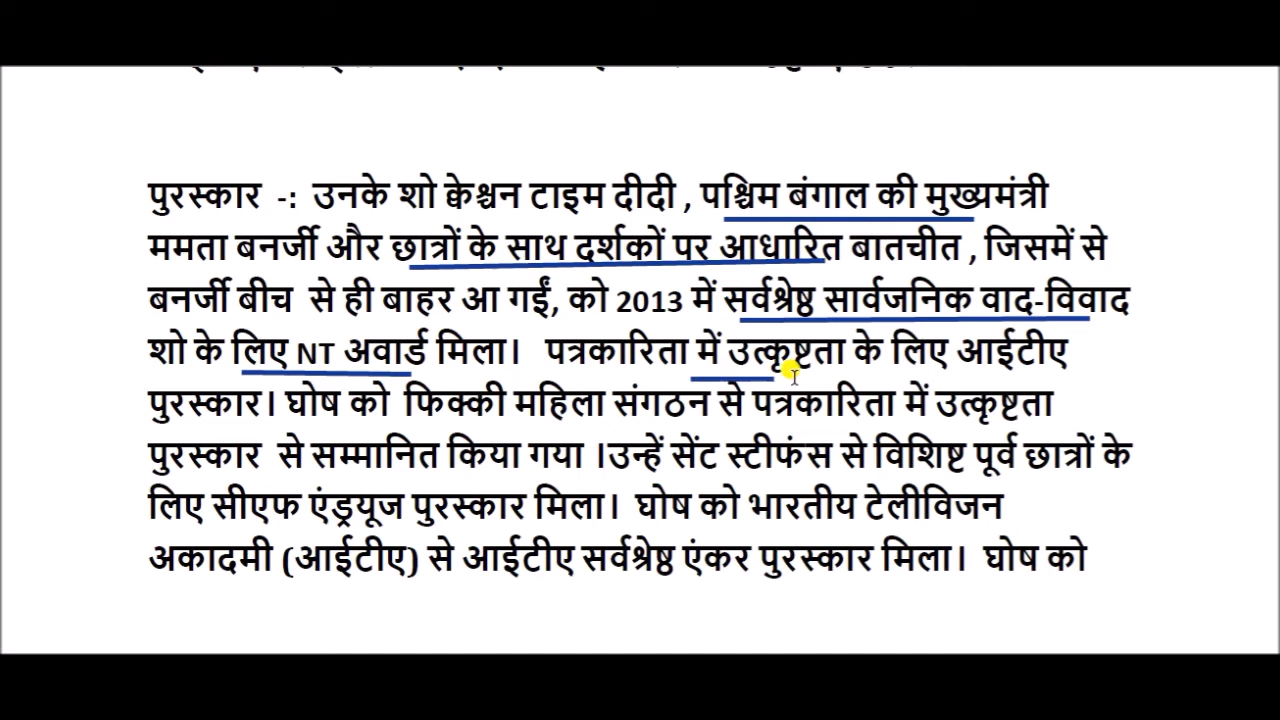 पुरस्कार -: उनके शो क्वेश्चन टाइम दीदी , पश्चिम बंगाल की मुख्यमंत्री
ममता बनर्जी और छात्रों के साथ दर्शकों पर आधारित बातचीत , जिसमें से
बनर्जी बीच से ही बाहर आ गईं, को 2013 में सर्वश्रेष्ठ सार्वजनिक वाद-विवाद
शो के लिए NT अवार्ड मिला। पत्रकारिता में उत्कृष्टता के लिए आईटीए
पुरस्कार। घोष को फिक्की महिला संगठन से पत्रकारिता में उत्कृष्टता
पुरस्कार से सम्मानित किया गया ।उन्हें सेंट स्टीफंस से विशिष्ट पूर्व छात्रों के
लिए सीएफ एंड्रयूज पुरस्कार मिला। घोष को भारतीय टेलीविजन
अकादमी (आईटीए) से आईटीए सर्वश्रेष्ठ एंकर पुरस्कार मिला। घोष को